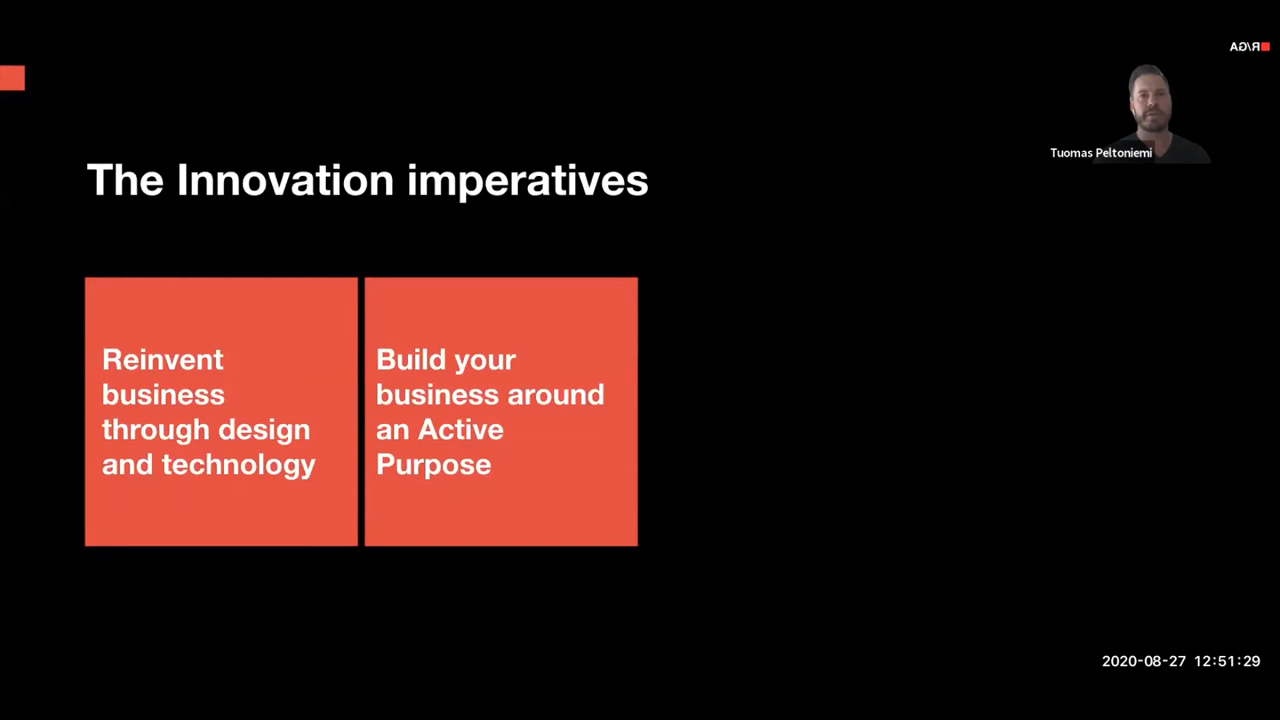 R/GA
Tuomas Peltoniemi
The Innovation imperatives
Reinvent
business
through design
and technology
Build your
business around
an Active
Purpose
2020-08-27 12:51:29